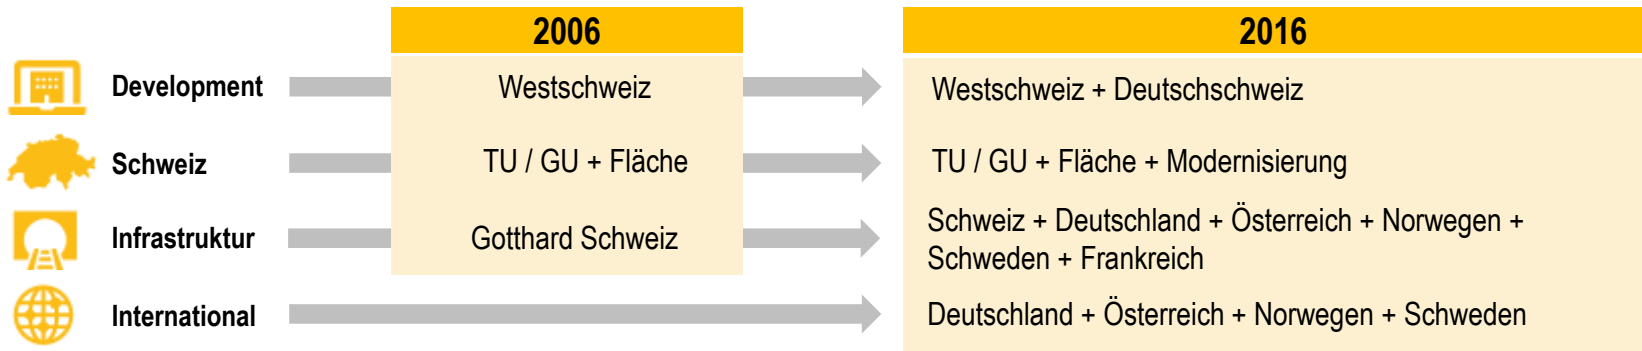 2006
2016
Development
Westschweiz
Westschweiz + Deutschschweiz
Schweiz
TU / GU + Fläche
TU / GU + Fläche + Modernisierung
Infrastruktur
Gotthard Schweiz
Schweiz + Deutschland + Österreich + Norwegen +
Schweden + Frankreich
International
Deutschland + Österreich + Norwegen + Schweden